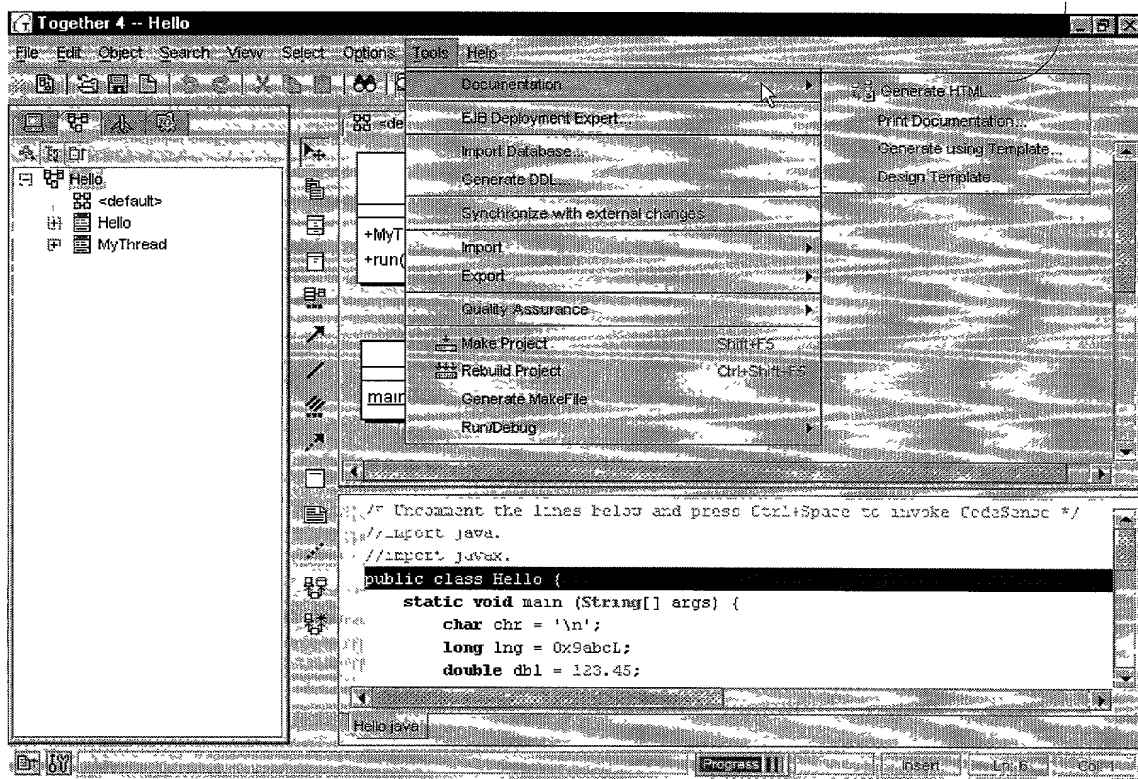 Together 4 -- Hello
File Edit Object Search View Select Options Tools Help
Documentation
EJB Deployment Expert...
Import Database...
Generate DDL...
Synchronize with external changes
Import
Export
Quality Assurance
Make Project Shift+F5
Rebuild Project Ctrl+Shift+F5
Generate MakeFile
Run/Debug
Generate HTML...
Print Documentation...
Generate using Template...
Design Template...
Hello
<default>
Hello
MyThread
<de
+MyT
+run(
main
/* Uncomment the lines below and press Ctrl+Space to invoke CodeSense */
//import java.
//import javax.
public class Hello {
static void main (String[] args) {
char chr = '\n';
long lng = 0x9abcL;
double dbl = 123.45;
Hello.java
Progress Insert Ln: 6 Col: 1